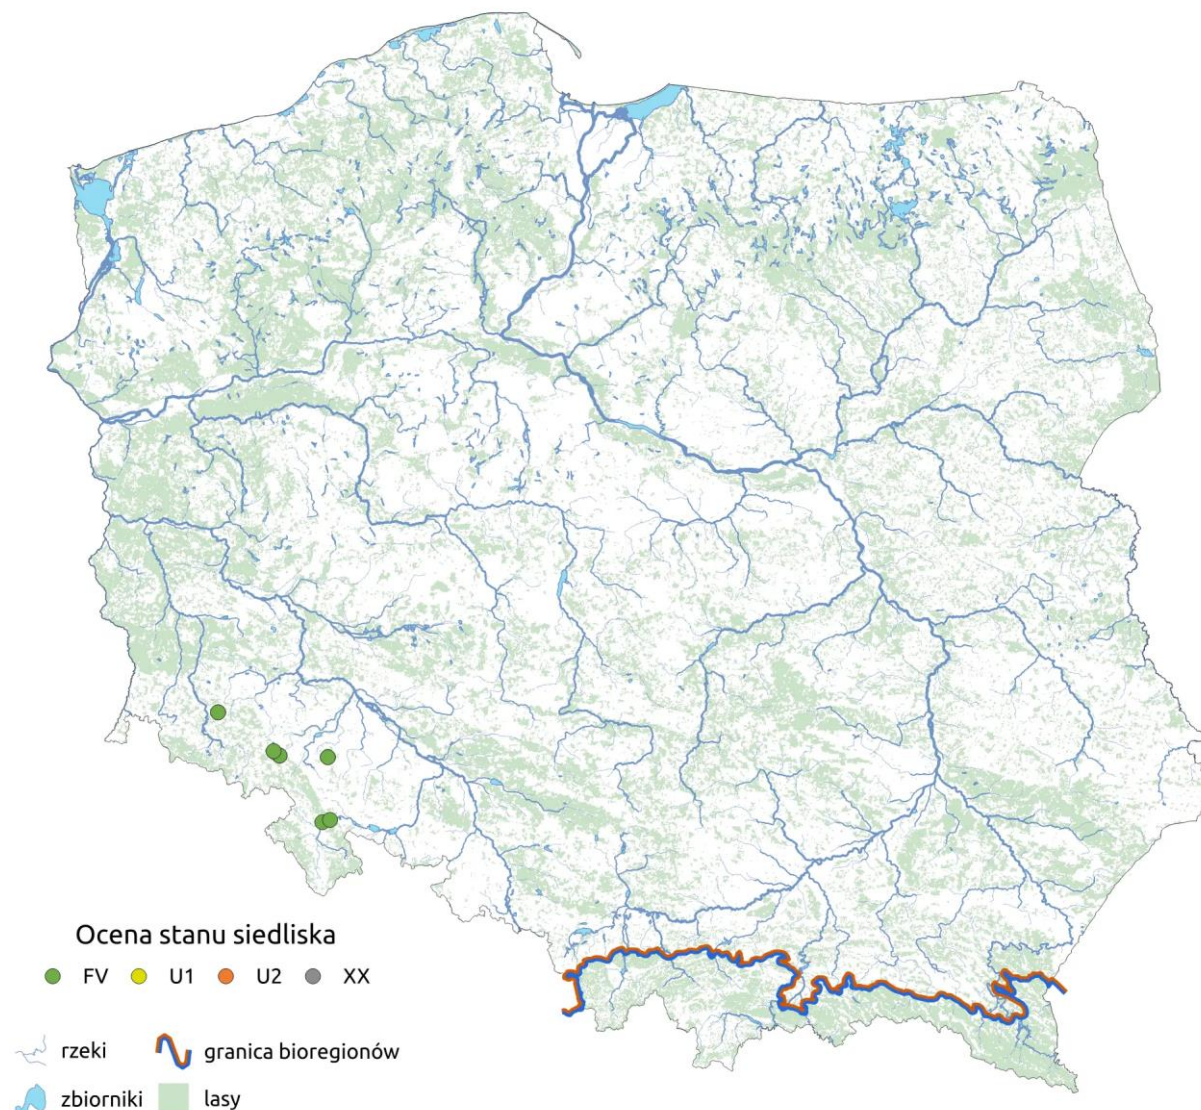 Ocena stanu siedliska
FV U1 U2 XX
rzeki granica bioregionów
zbiorniki lasy